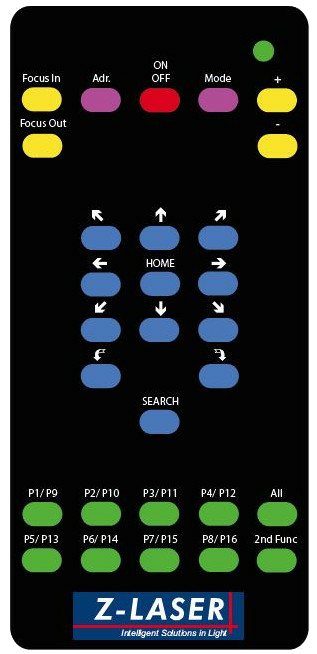 ON
OFF
Focus In Adr. Mode +
Focus Out -
HOME
SEARCH
P1/ P9 P2/ P10 P3/ P11 P4/ P12 All
P5/ P13 P6/ P14 P7/ P15 P8/ P16 2nd Func
Z-LASER
Intelligent Solutions in Light